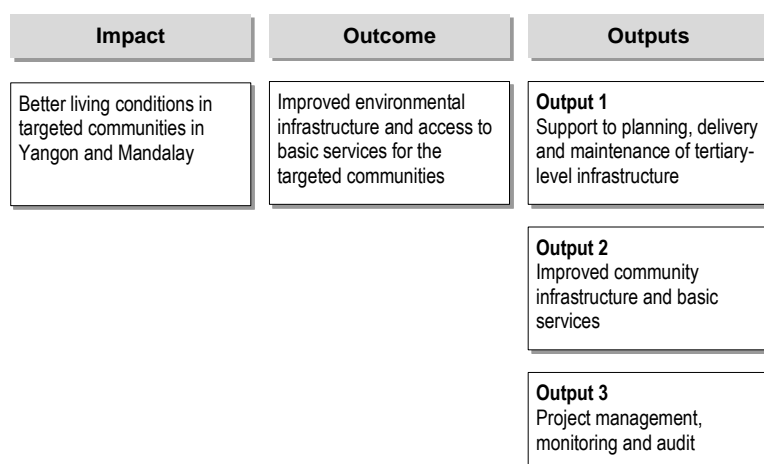 Impact
Outcome
Outputs
Better living conditions in
targeted communities in
Yangon and Mandalay
Improved environmental
infrastructure and access to
basic services for the
targeted communities
Output 1
Support to planning, delivery
and maintenance of tertiary-
level infrastructure
Output 2
Improved community
infrastructure and basic
services
Output 3
Project management,
monitoring and audit